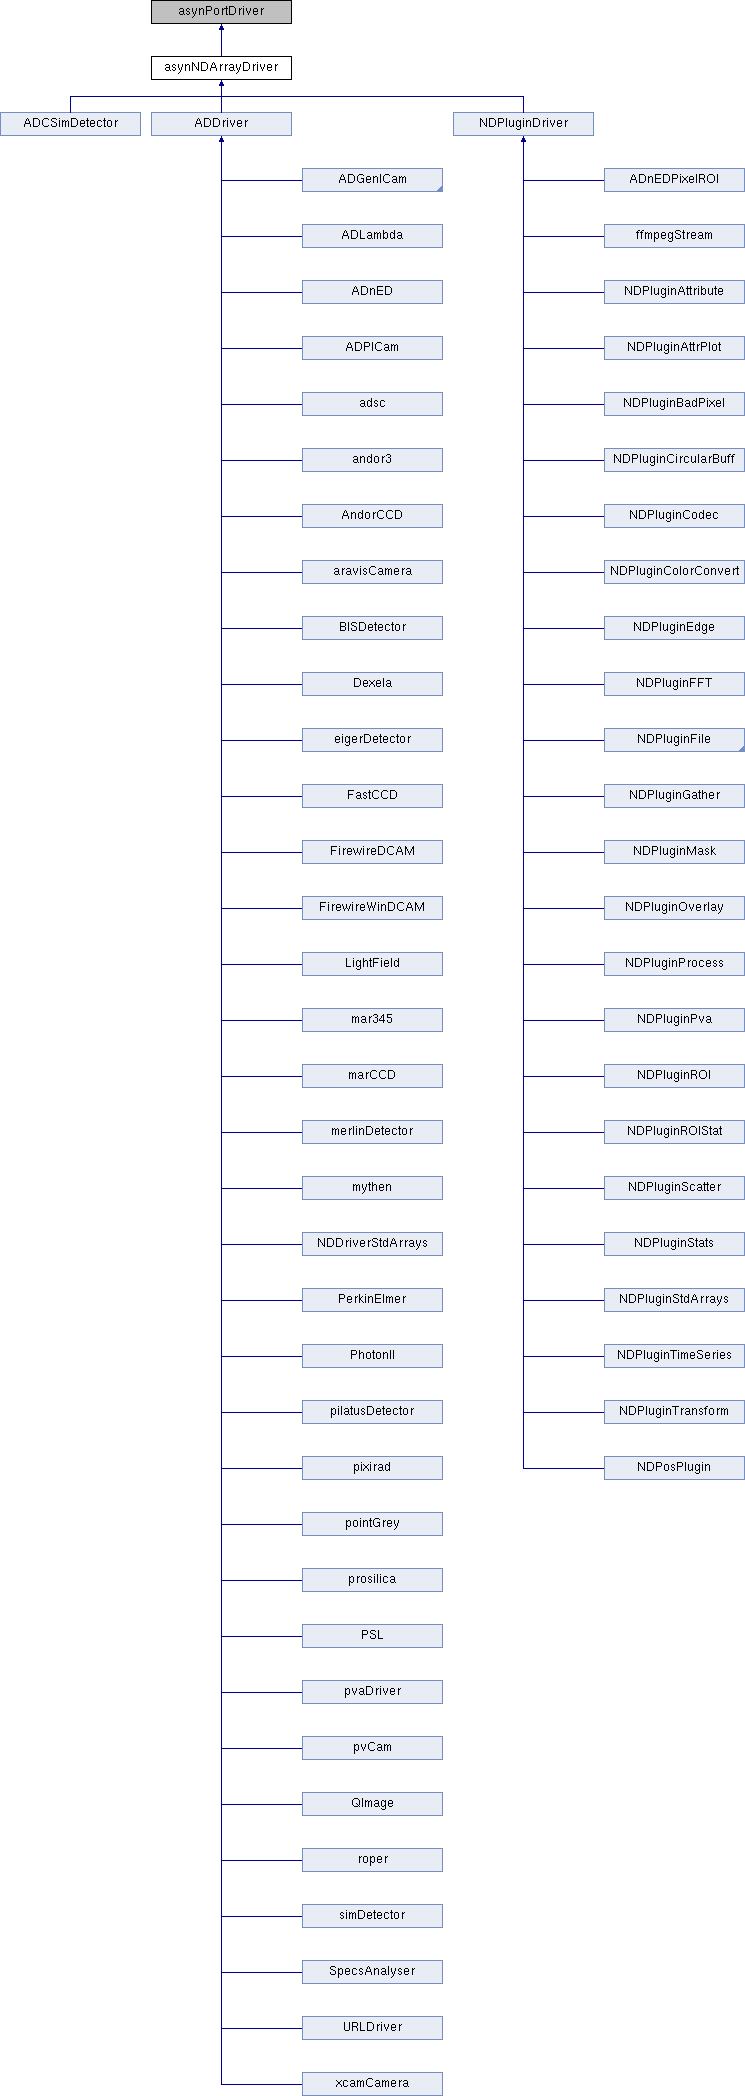 asynPortDriver
asynNDArrayDriver
ADCSimDetector
ADDriver
NDPluginDriver
ADGenICam
ADnEDPixelROI
ADLambda
ffmpegStream
ADnED
NDPluginAttribute
ADPICam
NDPluginAttrPlot
adsc
NDPluginBadPixel
andor3
NDPluginCircularBuff
AndorCCD
NDPluginCodec
aravisCamera
NDPluginColorConvert
BISDetector
NDPluginEdge
Dexela
NDPluginFFT
eigerDetector
NDPluginFile
FastCCD
NDPluginGather
FirewireDCAM
NDPluginMask
FirewireWinDCAM
NDPluginOverlay
LightField
NDPluginProcess
mar345
NDPluginPva
marCCD
NDPluginROI
merlinDetector
NDPluginROIStat
mythen
NDPluginScatter
NDDriverStdArrays
NDPluginStats
PerkinElmer
NDPluginStdArrays
PhotonII
NDPluginTimeSeries
pilatusDetector
NDPluginTransform
pixirad
NDPosPlugin
pointGrey
prosilica
PSL
pvaDriver
pvCam
QImage
roper
simDetector
SpecsAnalyser
URLDriver
xcamCamera